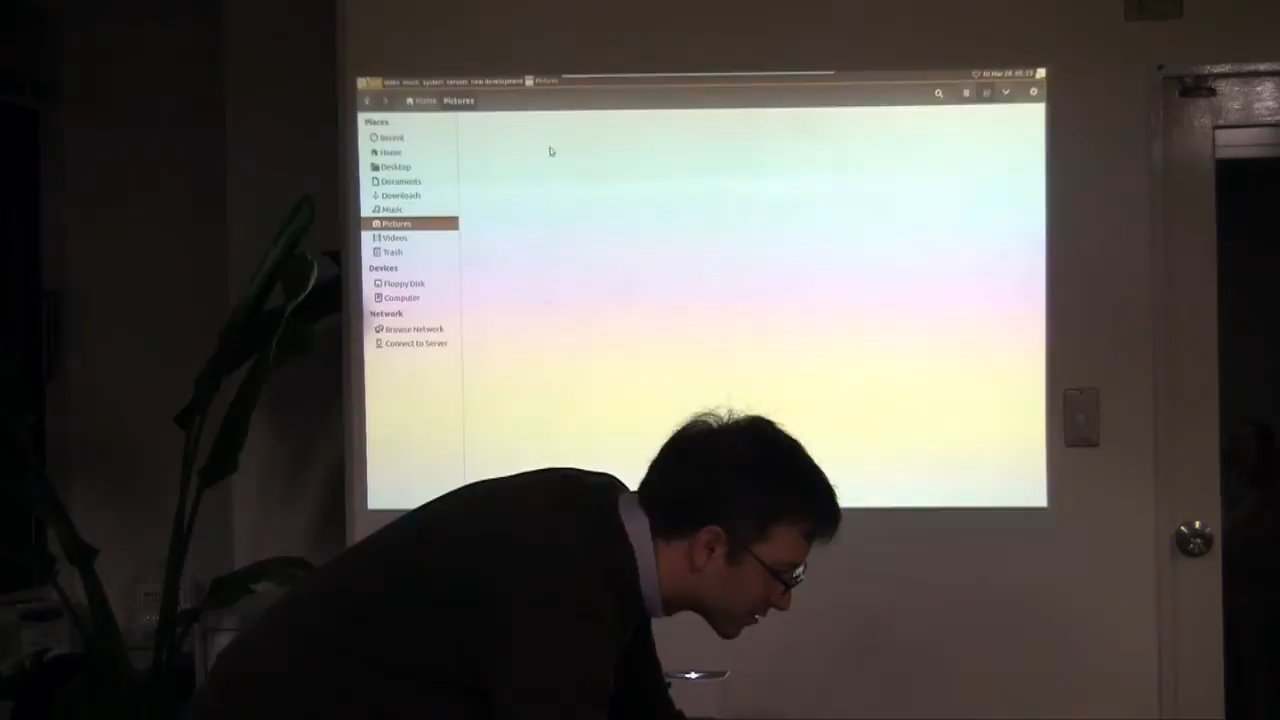 Pictures
Home Pictures
Places
Recent
Home
Desktop
Documents
Downloads
Music
Pictures
Videos
Trash
Devices
Floppy Disk
Computer
Network
Browse Network
Connect to Server